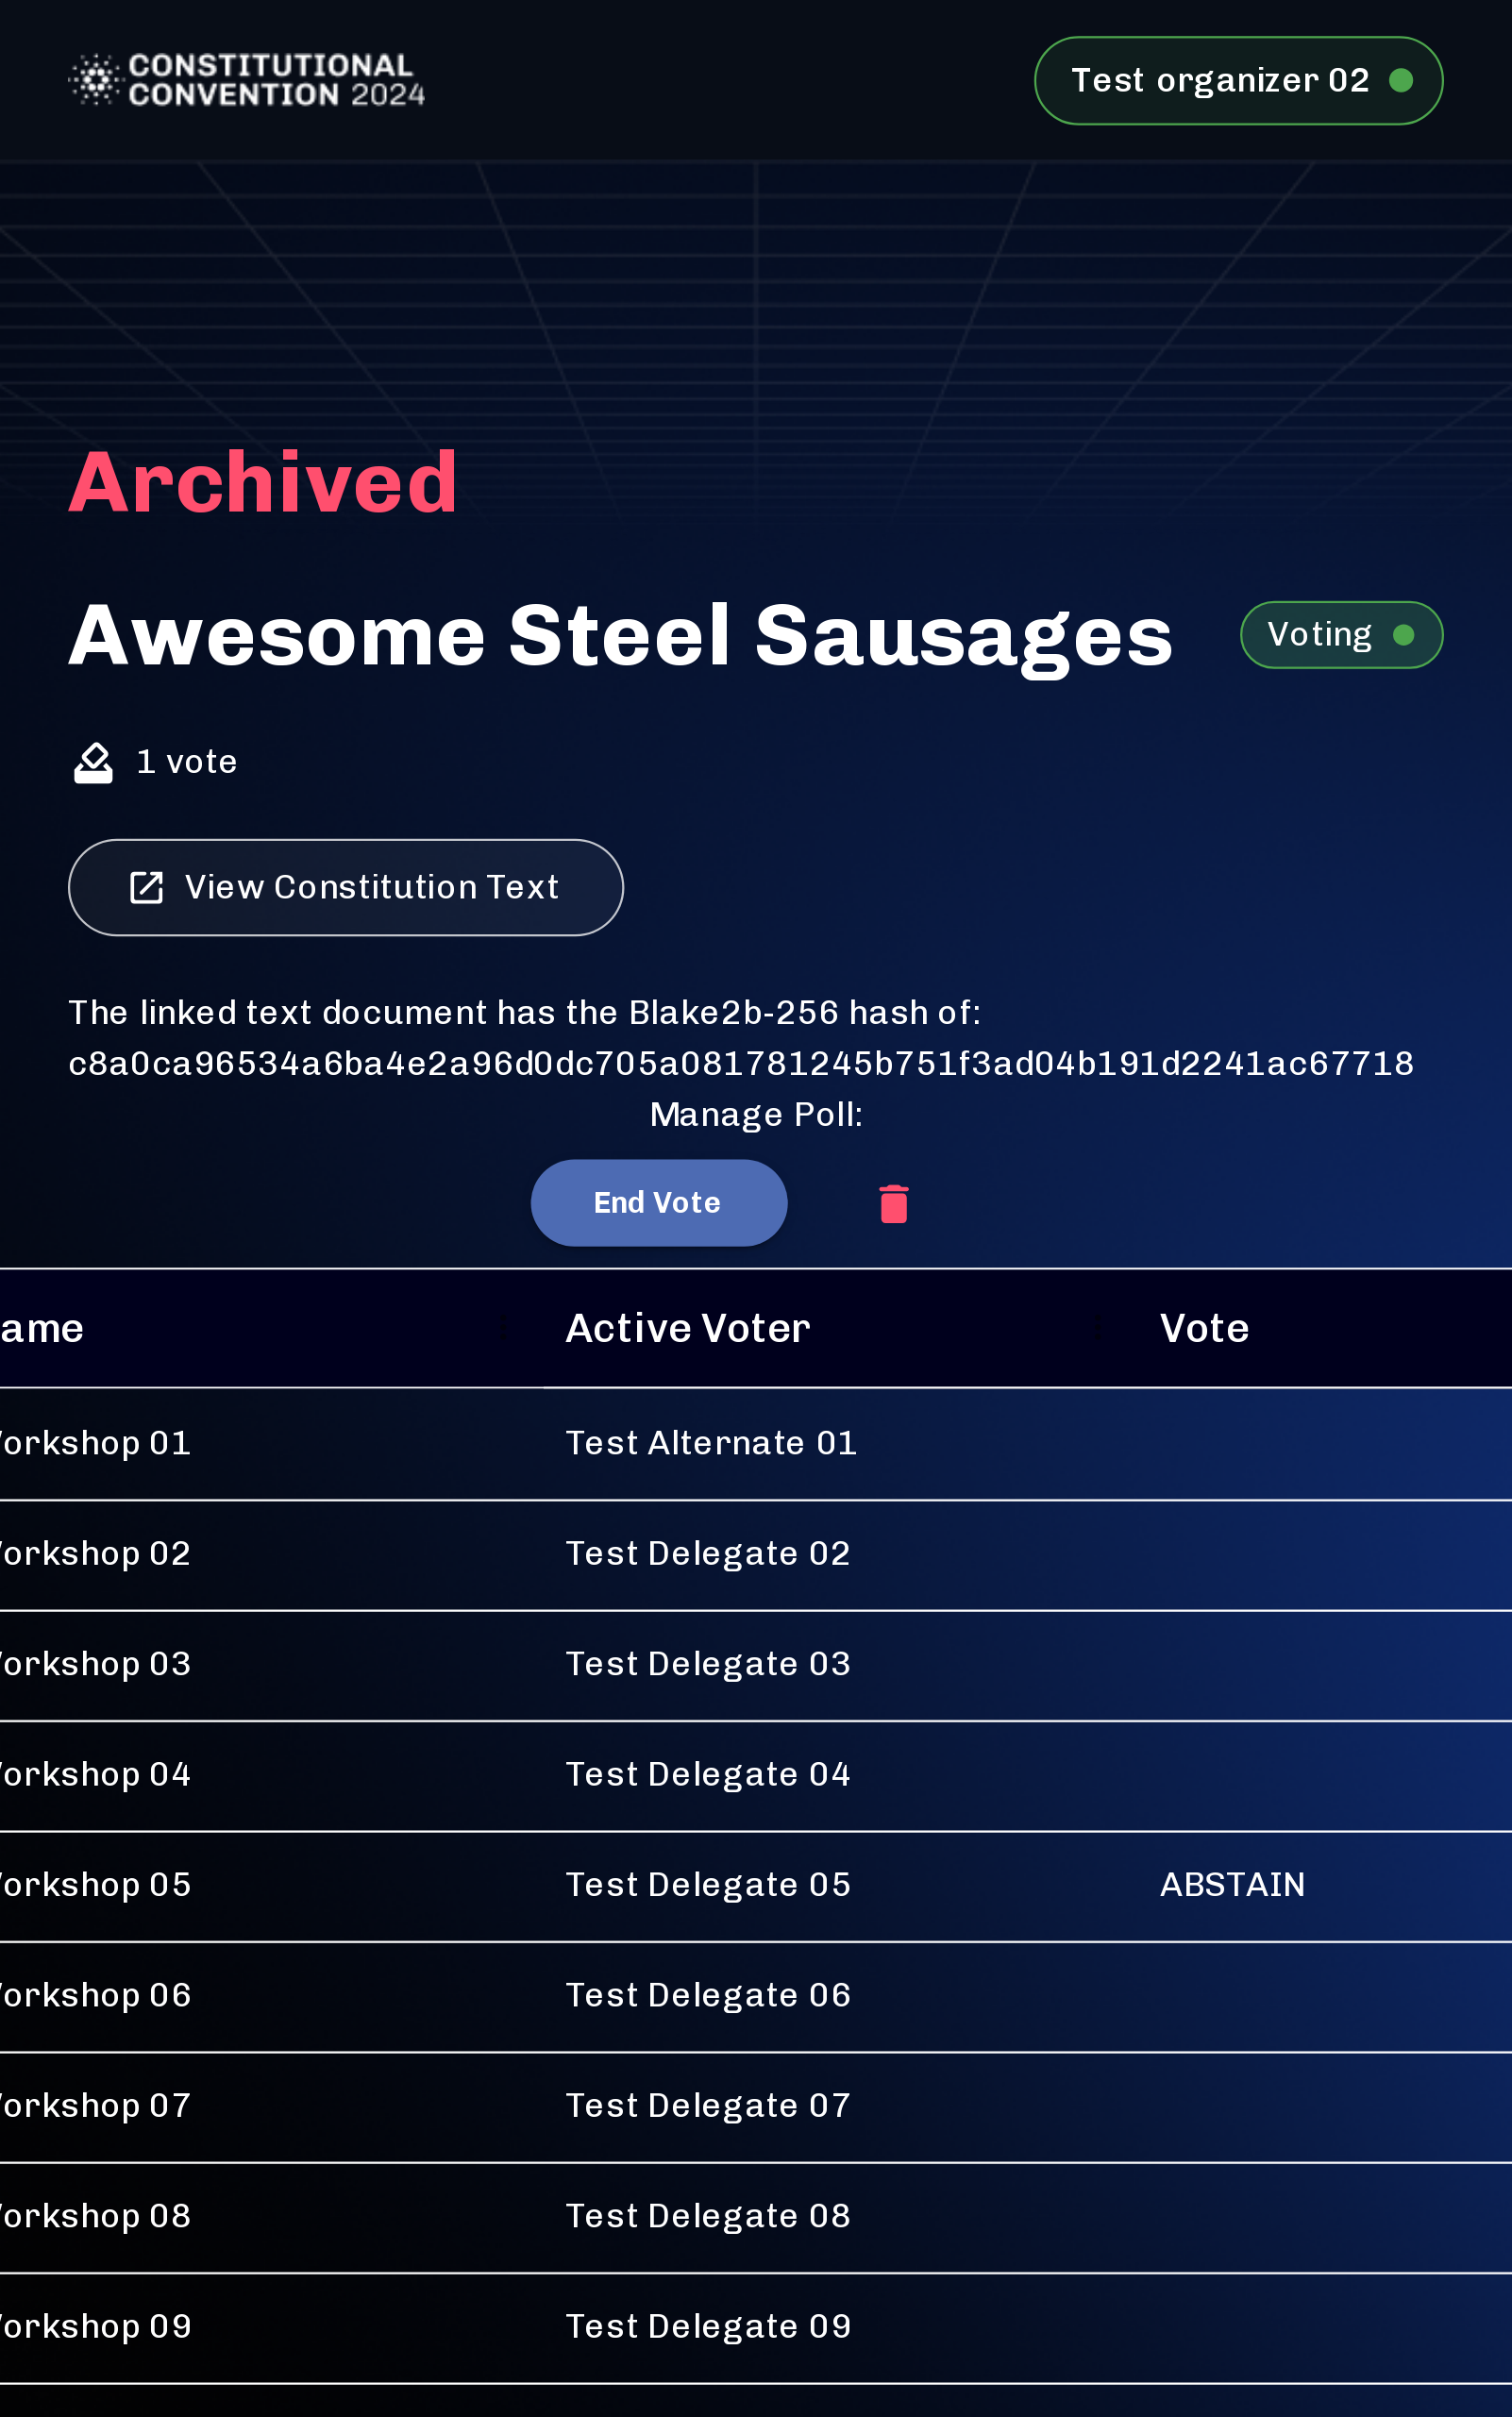 CONSTITUTIONAL
CONVENTION 2024
Test organizer 02
Archived
Awesome Steel Sausages
Voting
1 vote
View Constitution Text
The linked text document has the Blake2b-256 hash of:
c8a0ca96534a6ba4e2a96d0dc705a081781245b751f3ad04b191d2241ac67718
Manage Poll:
End Vote
ame Active Voter Vote
orkshop 01 Test Alternate 01
orkshop 02 Test Delegate 02
orkshop 03 Test Delegate 03
orkshop 04 Test Delegate 04
orkshop 05 Test Delegate 05 ABSTAIN
orkshop 06 Test Delegate 06
orkshop 07 Test Delegate 07
orkshop 08 Test Delegate 08
orkshop 09 Test Delegate 09